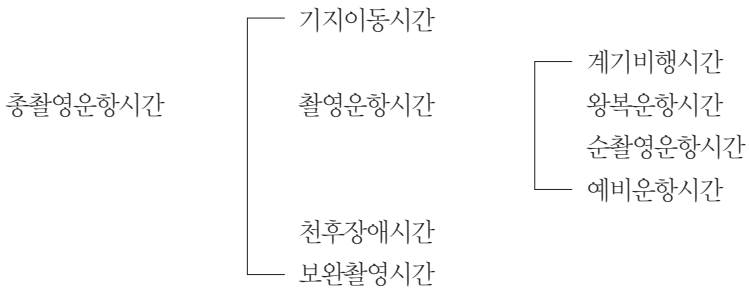 기지이동시간
계기비행시간
총촬영운항시간 촬영운항시간 왕복운항시간
순촬영운항시간
예비운항시간
천후장애시간
보완촬영시간